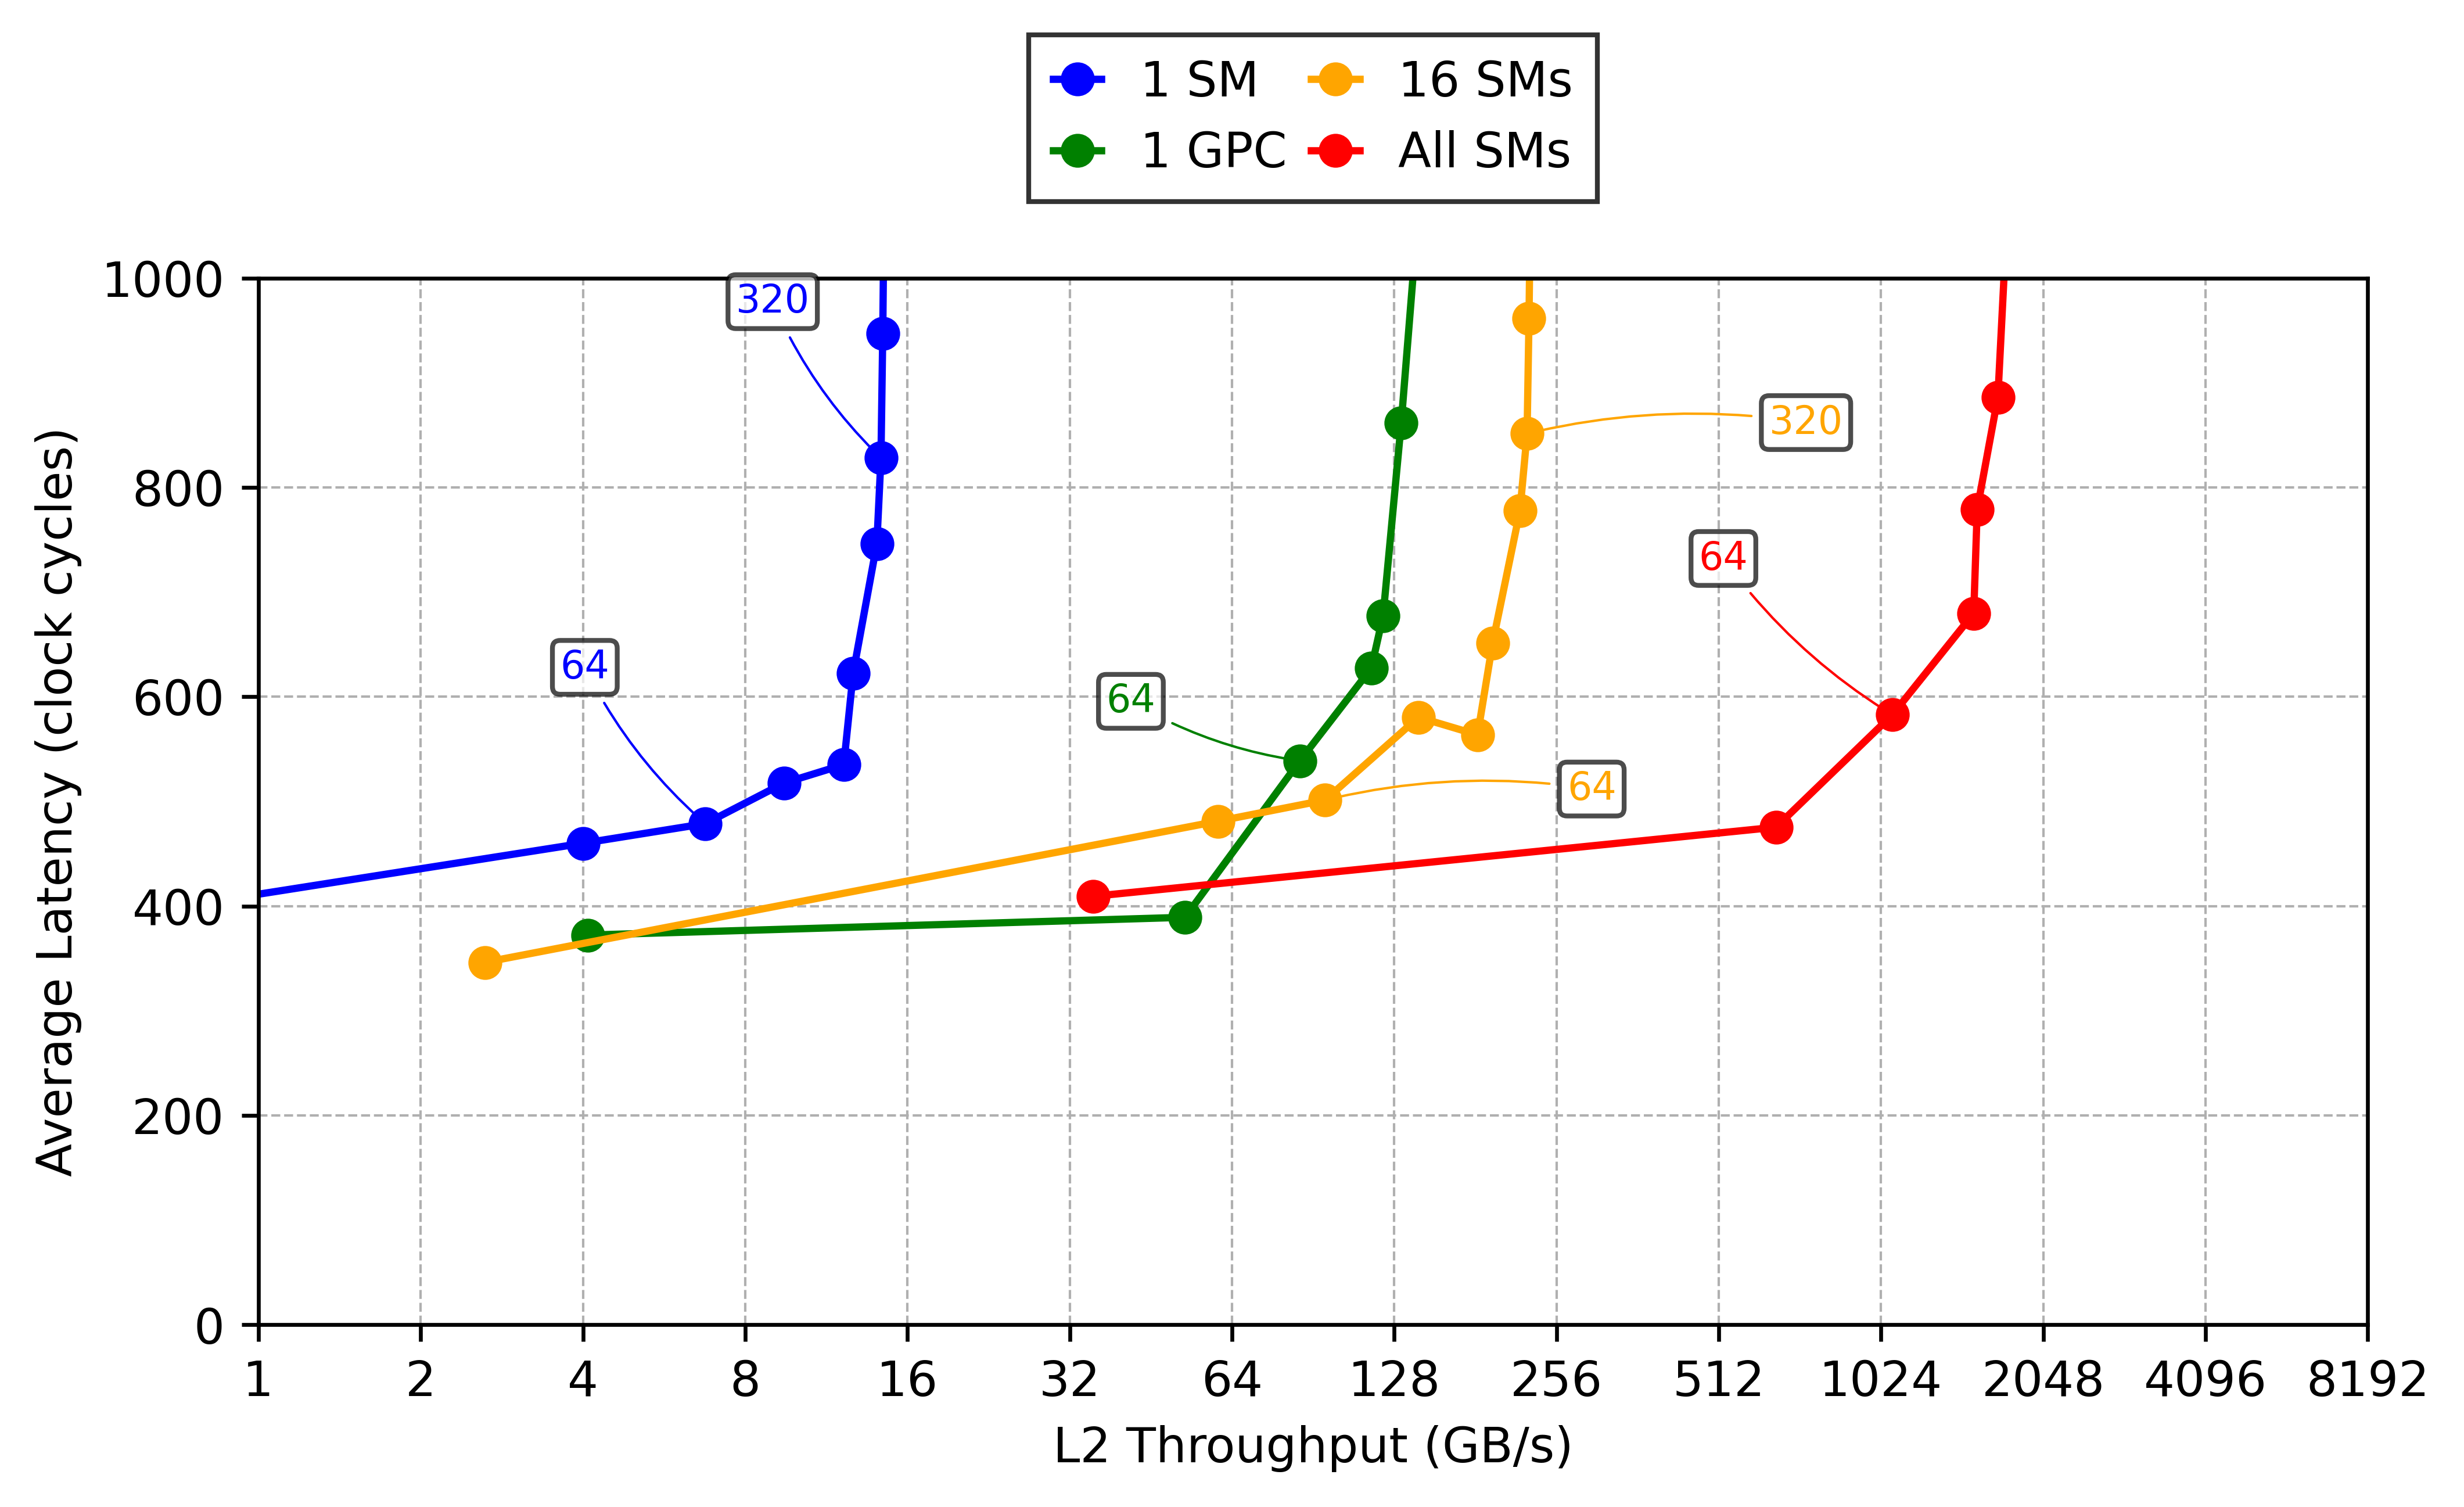 1 SM
16 SMs
1 GPC
All SMs
1000
800
600
400
200
0
320
320
64
64
64
64
Average Latency (clock cycles)
1 2 4 8 16 32 64 128 256 512 1024 2048 4096 8192
L2 Throughput (GB/s)